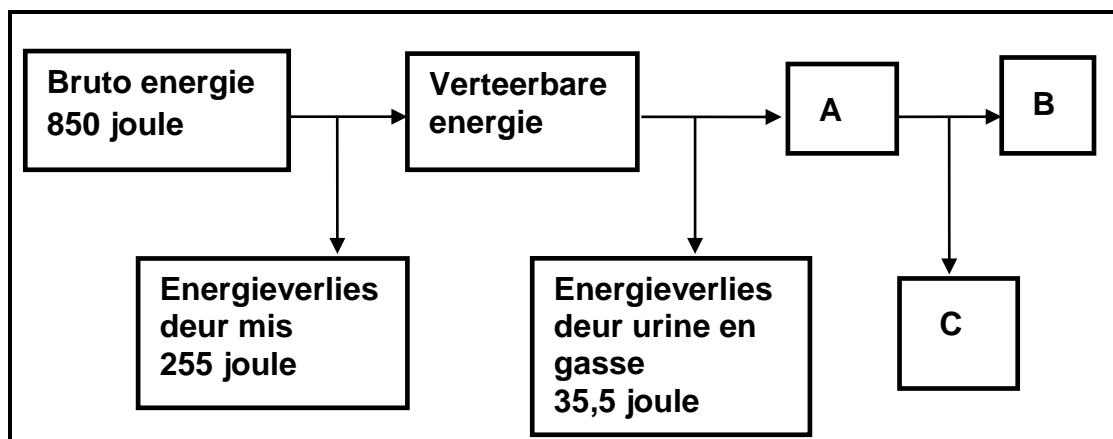 Bruto energie
850 joule
Verteerbare
energie
A
B
Energieverlies
deur mis
255 joule
Energieverlies
deur urine en
gasse
35,5 joule
C